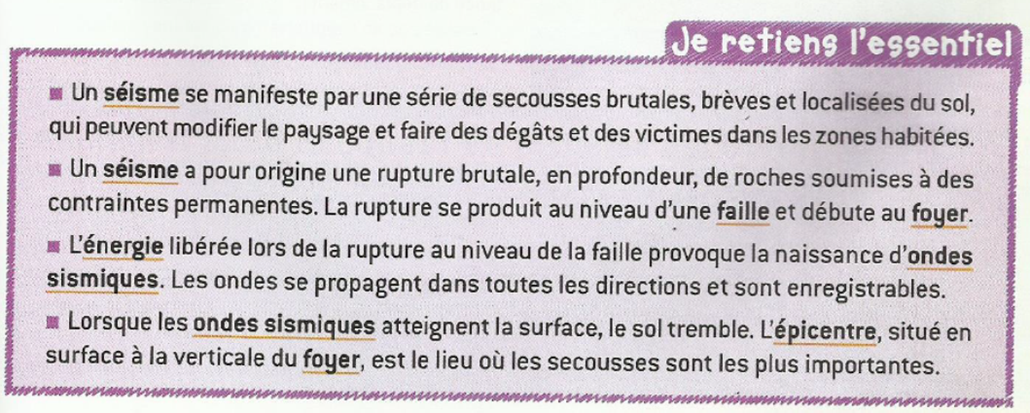 Je retiens l'essentiel
■ Un séisme se manifeste par une série de secousses brutales, brèves et localisées du sol,
qui peuvent modifier le paysage et faire des dégâts et des victimes dans les zones habitées.
■ Un séisme a pour origine une rupture brutale, en profondeur, de roches soumises à des
contraintes permanentes. La rupture se produit au niveau d'une faille et débute au foyer.
■ L'énergie libérée lors de la rupture au niveau de la faille provoque la naissance d'ondes
sismiques. Les ondes se propagent dans toutes les directions et sont enregistrables.
■ Lorsque les ondes sismiques atteignent la surface, le sol tremble. L'épicentre, situé en
surface à la verticale du foyer, est le lieu où les secousses sont les plus importantes.